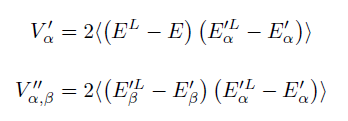 V′_α = 2⟨(E^L − E) (E′^L_α − E′_α)⟩
V″_{α,β} = 2⟨(E′^L_β − E′_β) (E′^L_α − E′_α)⟩